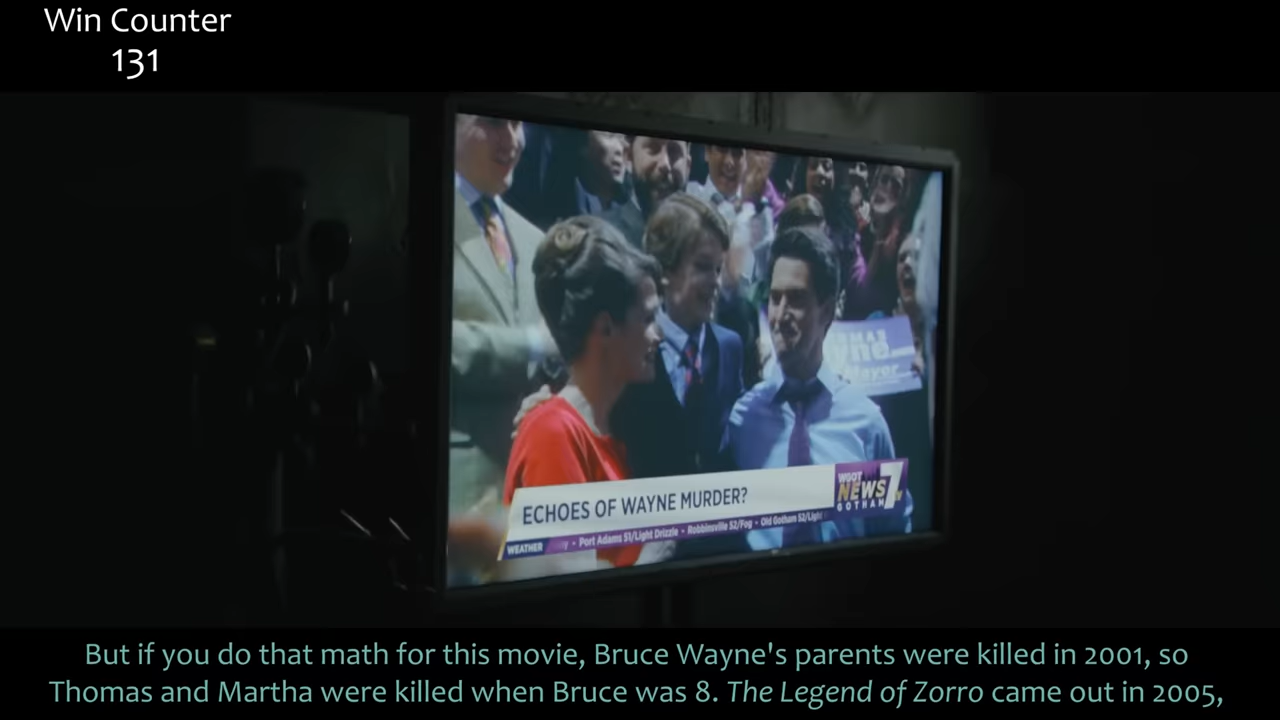 Win Counter
131
yne
Mayor
ECHOES OF WAYNE MURDER?
WGOT
NEWS 7
GOTHAM
WEATHER
• Port Adams 51/Light Drizzle • Robbinsville 52/Fog • Old Gotham 52/Light
But if you do that math for this movie, Bruce Wayne's parents were killed in 2001, so
Thomas and Martha were killed when Bruce was 8. The Legend of Zorro came out in 2005,